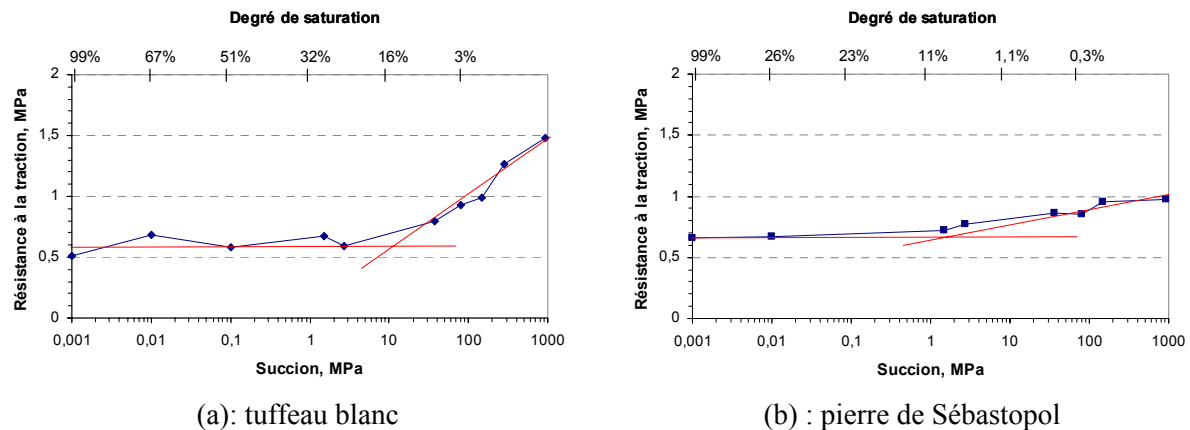 Degré de saturation
99% 67% 51% 32% 16% 3%
2
1,5
1
0,5
0
Résistance à la traction, MPa
0,001 0,01 0,1 1 10 100 1000
Succion, MPa
(a): tuffeau blanc
Degré de saturation
99% 26% 23% 11% 1,1% 0,3%
2
1,5
1
0,5
0
Résistance à la traction, MPa
0,001 0,01 0,1 1 10 100 1000
Succion, MPa
(b) : pierre de Sébastopol